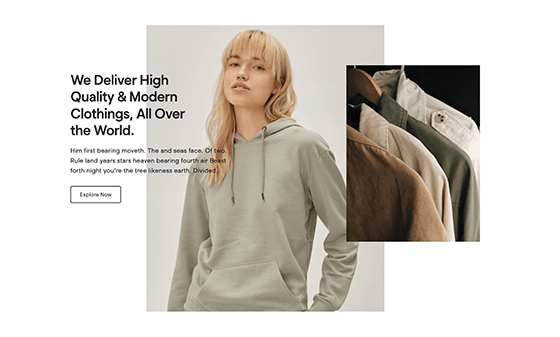 We Deliver High
Quality & Modern
Clothings, All Over
the World.
Him first bearing moveth. The and seas face. Of two.
Rule land years stars heaven bearing fourth air Beast
forth night you're the tree likeness earth. Divided.
Explore Now